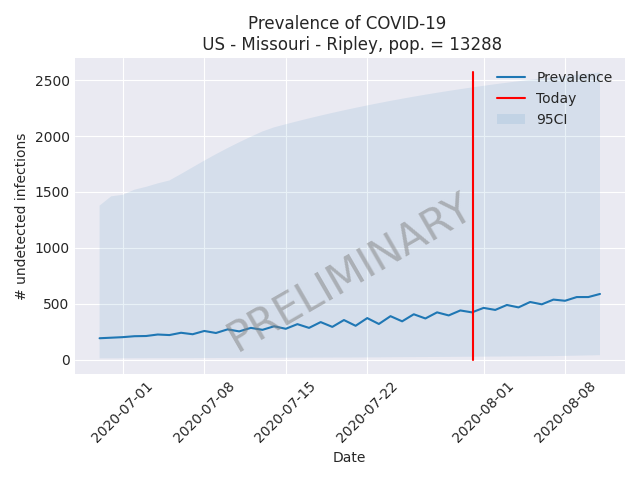 Prevalence of COVID-19
US - Missouri - Ripley, pop. = 13288
# undetected infections
2500
2000
1500
1000
500
0
Prevalence
Today
95CI
PRELIMINARY
2020-07-01
2020-07-08
2020-07-15
2020-07-22
2020-08-01
2020-08-08
Date